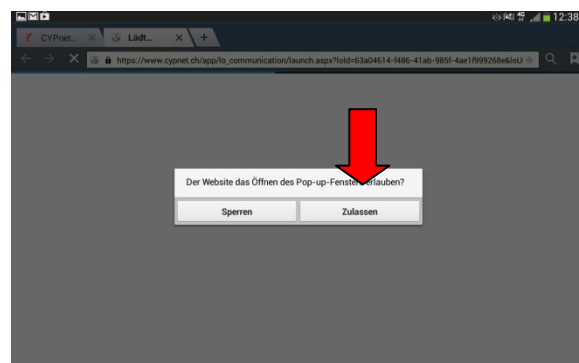 12:38
CYPnet...
Lädt...
https://www.cypnet.ch/app/lo_communication/launch.aspx?loId=63a04614-f486-41ab-985f-4ae1f999268e&loU
Der Website das Öffnen des Pop-up-Fensters erlauben?
Sperren
Zulassen